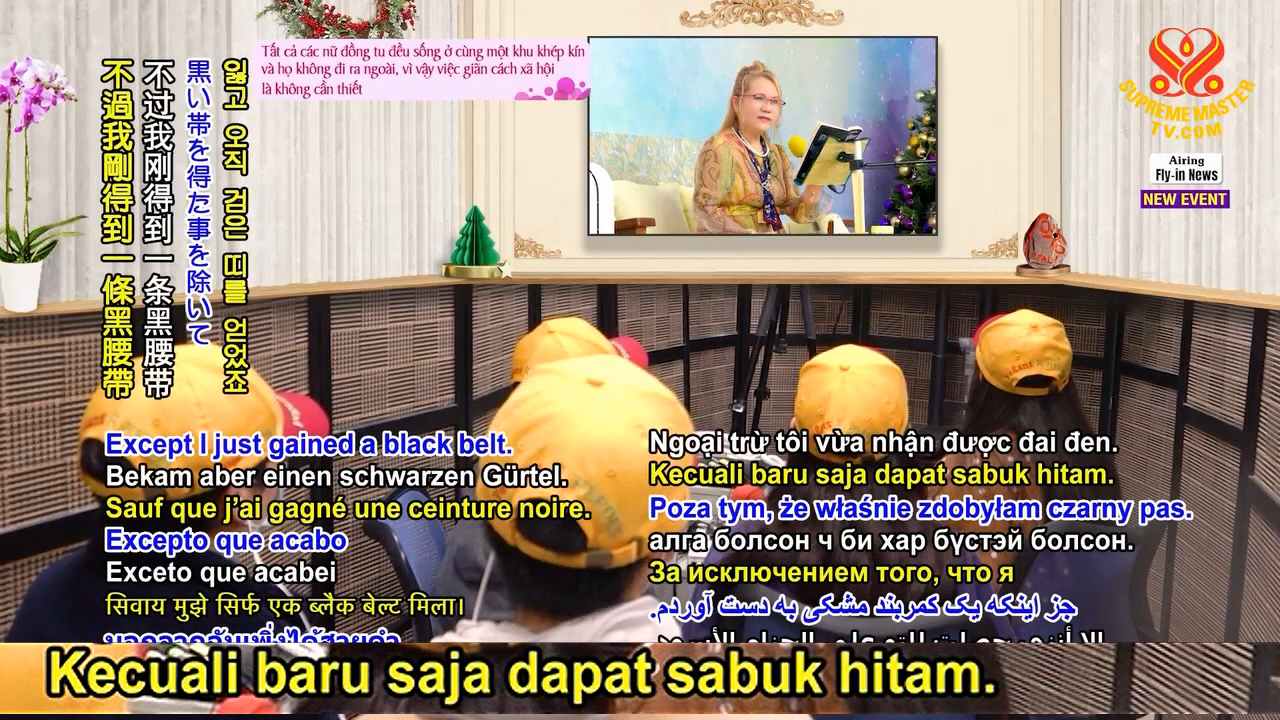 Tất cả các nữ đồng tu đều sống ở cùng một khu khép kín
và họ không đi ra ngoài, vì vậy việc giãn cách xã hội
là không cần thiết
SUPREME MASTER
TV.COM
Airing
Fly-in News
NEW EVENT
잃고 오직 검은 띠를 얻었죠
黒い帯を得た事を除いて
不过我刚得到一条黑腰带
不過我剛得到一條黑腰帶
Except I just gained a black belt.
Bekam aber einen schwarzen Gürtel.
Sauf que j’ai gagné une ceinture noire.
Excepto que acabo
Exceto que acabei
सिवाय मुझे सिर्फ एक ब्लैक बेल्ट मिला।
Ngoại trừ tôi vừa nhận được đai đen.
Kecuali baru saja dapat sabuk hitam.
Poza tym, że właśnie zdobyłam czarny pas.
алга болсон ч би хар бүстэй болсон.
За исключением того, что я
جز اینکه یک کمربند مشکی به دست آوردم.
Kecuali baru saja dapat sabuk hitam.